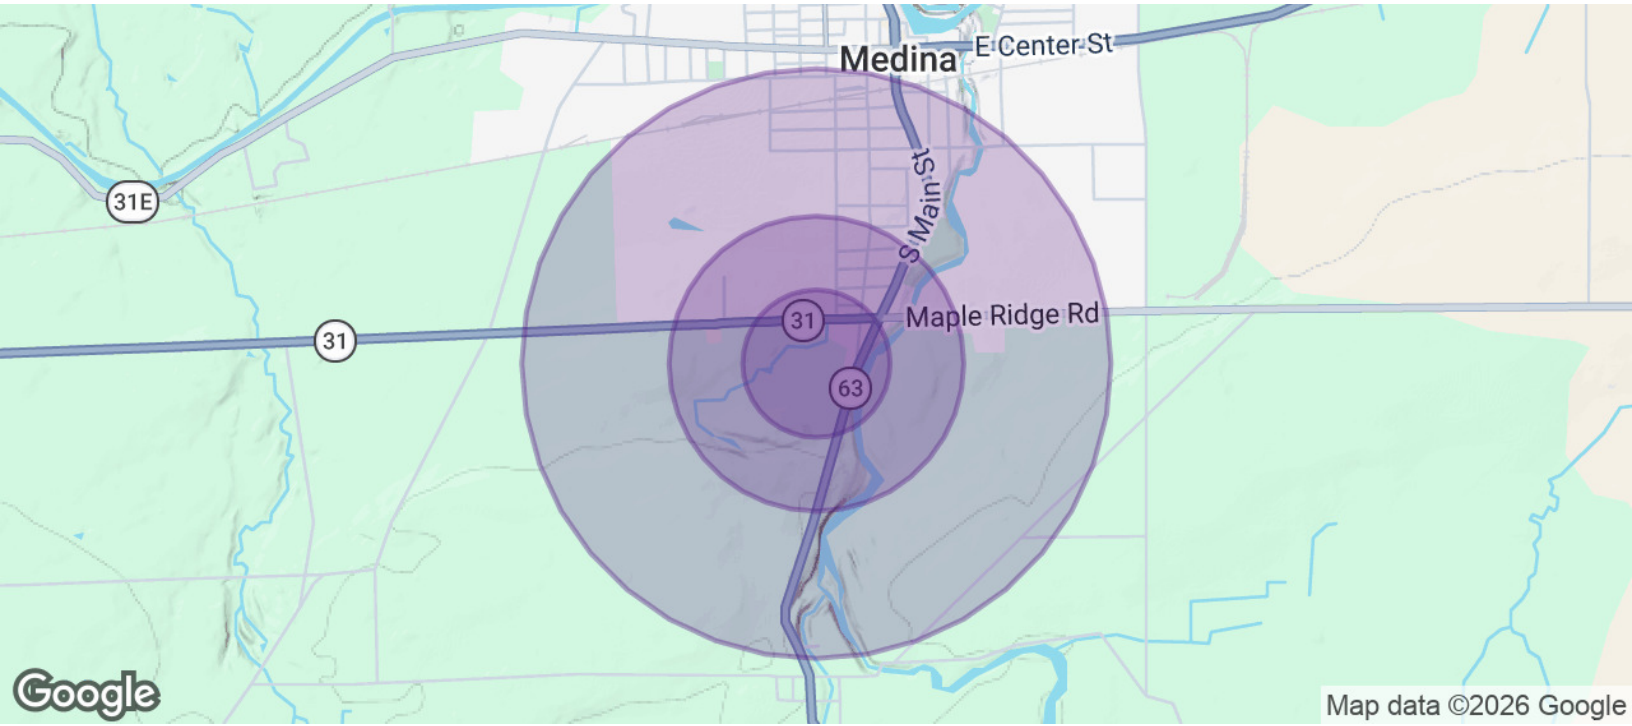 Medina
E Center St
31E
S Main St
31
Maple Ridge Rd
31
63
Google
Map data ©2026 Google